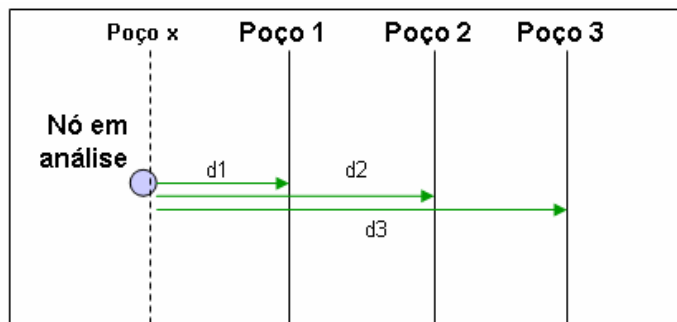 Poço x
Poço 1
Poço 2
Poço 3
Nó em
análise
d1
d2
d3